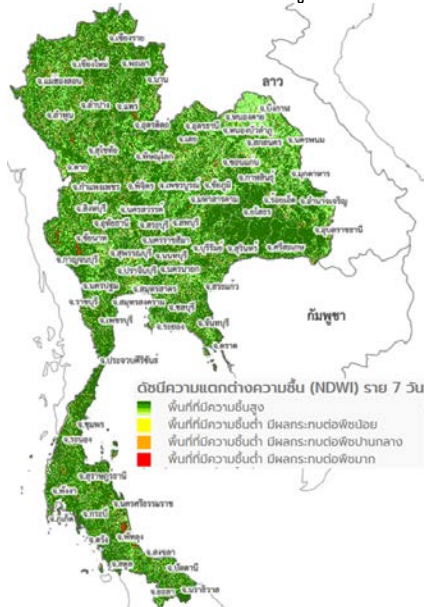 จ.เชียงราย
จ.เชียงใหม่
จ.พะเยา
จ.แม่ฮ่องสอน
จ.น่าน
จ.ลำปาง
จ.แพร่
จ.ลำพูน
จ.อุตรดิตถ์
จ.สุโขทัย
จ.พิษณุโลก
จ.ตาก
จ.เลย
จ.อุดรธานี
จ.หนองคาย
จ.บึงกาฬ
จ.หนองบัวลำภู
จ.สกลนคร
จ.นครพนม
จ.ขอนแก่น
จ.กาฬสินธุ์
จ.มุกดาหาร
จ.กำแพงเพชร
จ.พิจิตร
จ.เพชรบูรณ์
จ.ชัยภูมิ
จ.มหาสารคาม
จ.ร้อยเอ็ด
จ.อำนาจเจริญ
จ.ยโสธร
จ.สิงห์บุรี
จ.นครสวรรค์
จ.อุทัยธานี
จ.สระบุรี
จ.ลพบุรี
จ.ชัยนาท
จ.นครราชสีมา
จ.บุรีรัมย์
จ.สุรินทร์
จ.ศรีสะเกษ
จ.อุบลราชธานี
จ.กาญจนบุรี
จ.สุพรรณบุรี
จ.นนทบุรี
จ.ปราจีนบุรี
จ.นครนายก
จ.นครปฐม
จ.สมุทรสาคร
จ.สระแก้ว
จ.ราชบุรี
จ.สมุทรสงคราม
จ.ชลบุรี
จ.เพชรบุรี
จ.ระยอง
จ.จันทบุรี
จ.ตราด
จ.ประจวบคีรีขันธ์
ลาว
กัมพูชา
ดัชนีความแตกต่างความชื้น (NDWI) ราย 7 วัน
พื้นที่ที่มีความชื้นสูง
พื้นที่ที่มีความชื้นต่ำ มีผลกระทบต่อพืชน้อย
พื้นที่ที่มีความชื้นต่ำ มีผลกระทบต่อพืชปานกลาง
พื้นที่ที่มีความชื้นต่ำ มีผลกระทบต่อพืชมาก
จ.ชุมพร
จ.ระนอง
จ.สุราษฎร์ธานี
จ.พังงา
จ.นครศรีธรรมราช
จ.ภูเก็ต
จ.กระบี่
จ.ตรัง
จ.พัทลุง
จ.สงขลา
จ.สตูล
จ.ปัตตานี
จ.ยะลา
จ.นราธิวาส